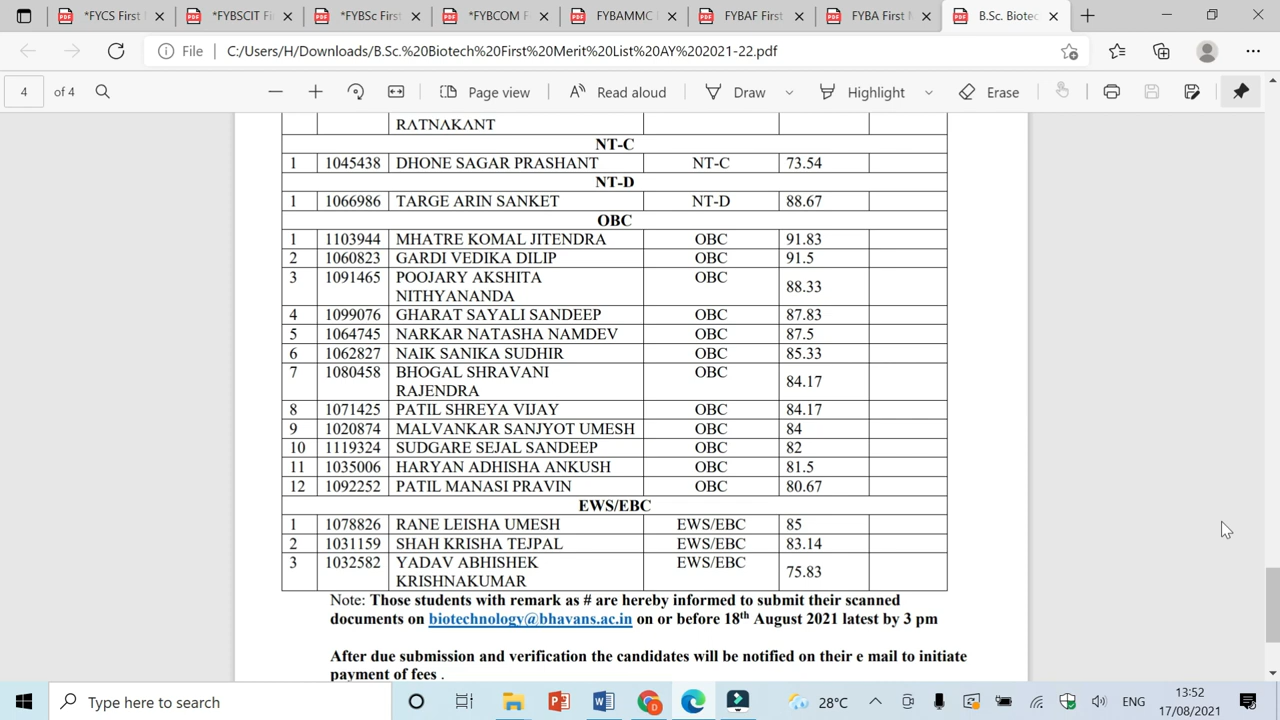 *FYCS First
*FYBSCIT Fi
*FYBSc First
*FYBCOM F
FYBAMMC
FYBAF First
FYBA First M
B.Sc. Biotec
File C:/Users/H/Downloads/B.Sc.%20Biotech%20First%20Merit%20List%20AY%202021-22.pdf
4 of 4 Page view Read aloud Draw Highlight Erase
RATNAKANT
NT-C
1 1045438 DHONE SAGAR PRASHANT NT-C 73.54
NT-D
1 1066986 TARGE ARIN SANKET NT-D 88.67
OBC
1 1103944 MHATRE KOMAL JITENDRA OBC 91.83
2 1060823 GARDI VEDIKA DILIP OBC 91.5
3 1091465 POOJARY AKSHITA OBC
NITHYANANDA 88.33
4 1099076 GHARAT SAYALI SANDEEP OBC 87.83
5 1064745 NARKAR NATASHA NAMDEV OBC 87.5
6 1062827 NAIK SANIKA SUDHIR OBC 85.33
7 1080458 BHOGAL SHRAVANI OBC
RAJENDRA 84.17
8 1071425 PATIL SHREYA VIJAY OBC 84.17
9 1020874 MALVANKAR SANJYOT UMESH OBC 84
10 1119324 SUDGARE SEJAL SANDEEP OBC 82
11 1035006 HARYAN ADHISHA ANKUSH OBC 81.5
12 1092252 PATIL MANASI PRAVIN OBC 80.67
EWS/EBC
1 1078826 RANE LEISHA UMESH EWS/EBC 85
2 1031159 SHAH KRISHA TEJPAL EWS/EBC 83.14
3 1032582 YADAV ABHISHEK EWS/EBC
KRISHNAKUMAR 75.83
Note: Those students with remark as # are hereby informed to submit their scanned
documents on biotechnology@bhavans.ac.in on or before 18th August 2021 latest by 3 pm
After due submission and verification the candidates will be notified on their e mail to initiate
payment of fees .
Type here to search
28°C
ENG
13:52
17/08/2021